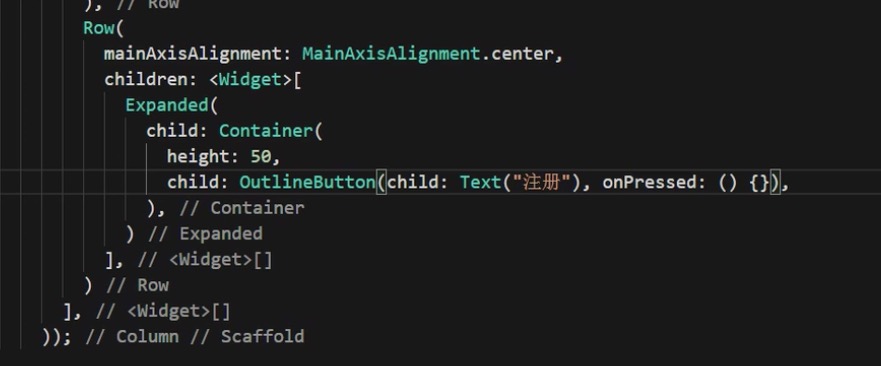 ), // Row
Row(
mainAxisAlignment: MainAxisAlignment.center,
children: <Widget>[
Expanded(
child: Container(
height: 50,
child: OutlineButton(child: Text("注册"), onPressed: () {}),
), // Container
) // Expanded
], // <Widget>[]
) // Row
], // <Widget>[]
)); // Column // Scaffold